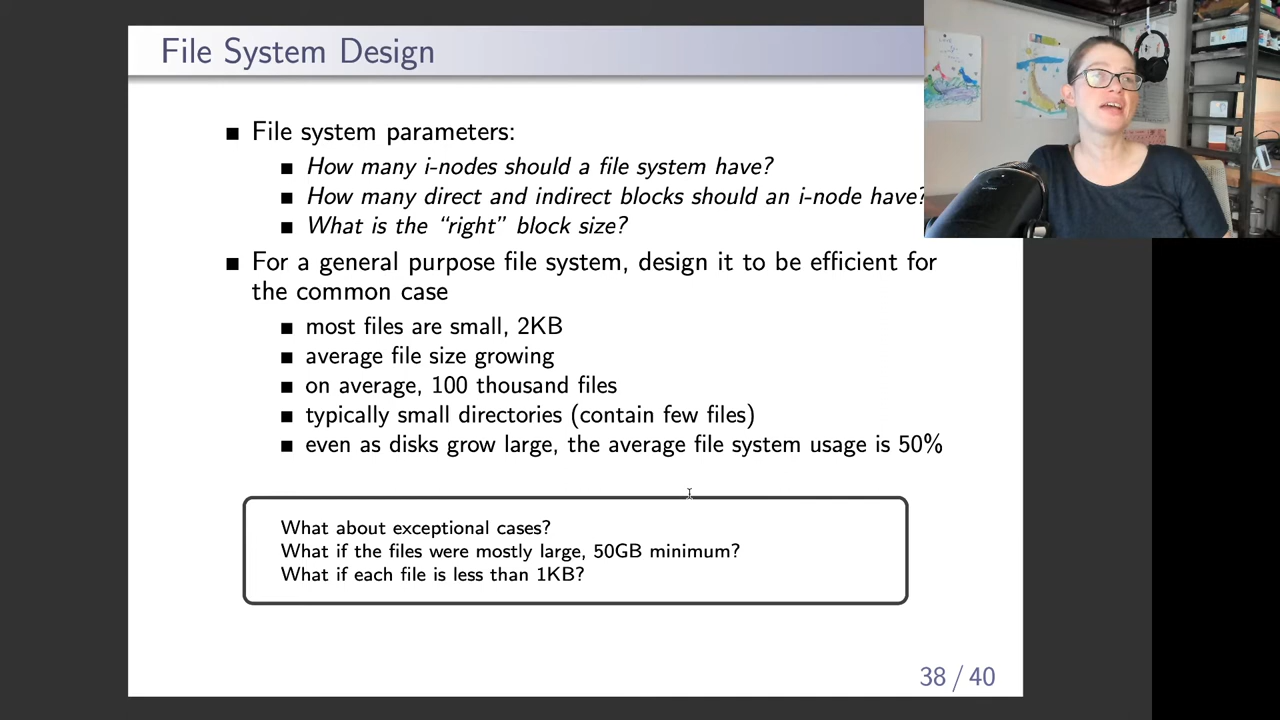 File System Design
■ File system parameters:
■ How many i-nodes should a file system have?
■ How many direct and indirect blocks should an i-node have?
■ What is the “right” block size?
■ For a general purpose file system, design it to be efficient for
the common case
■ most files are small, 2KB
■ average file size growing
■ on average, 100 thousand files
■ typically small directories (contain few files)
■ even as disks grow large, the average file system usage is 50%
What about exceptional cases?
What if the files were mostly large, 50GB minimum?
What if each file is less than 1KB?
38 / 40